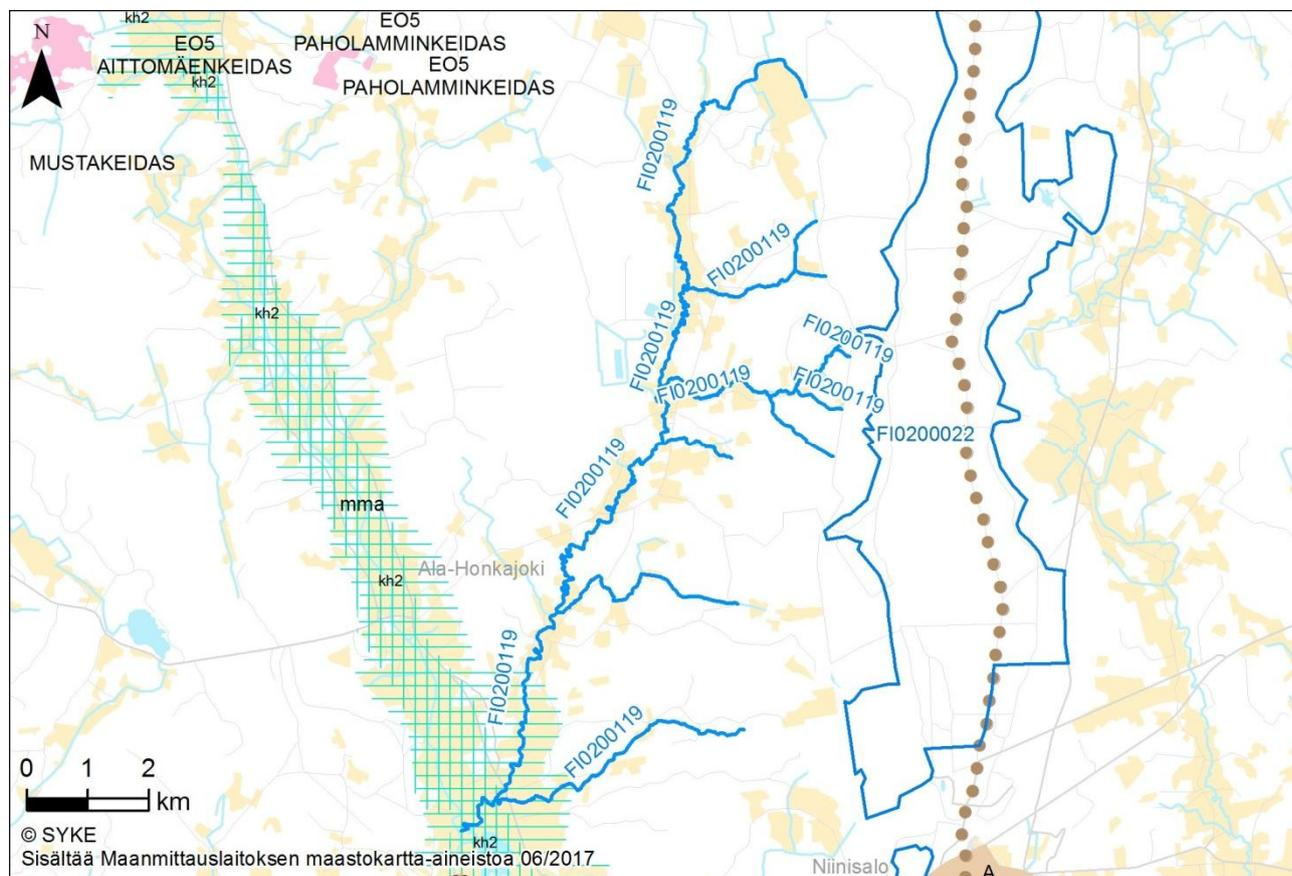 kh2
N
EO5
EO5
PAHOLAMMINKEIDAS
AITTOMÄENKEIDAS
EO5
kh2
PAHOLAMMINKEIDAS
MUSTAKEIDAS
FI0200119
FI0200119
kh2
FI0200119
FI0200119
FI0200119
FI0200119
FI0200022
FI0200119
mma
Ala-Honkajoki
kh2
FI0200119
FI0200119
0 1 2
km
© SYKE
kh2
Sisältää Maanmittauslaitoksen maastokartta-aineistoa 06/2017
Niinisalo
A